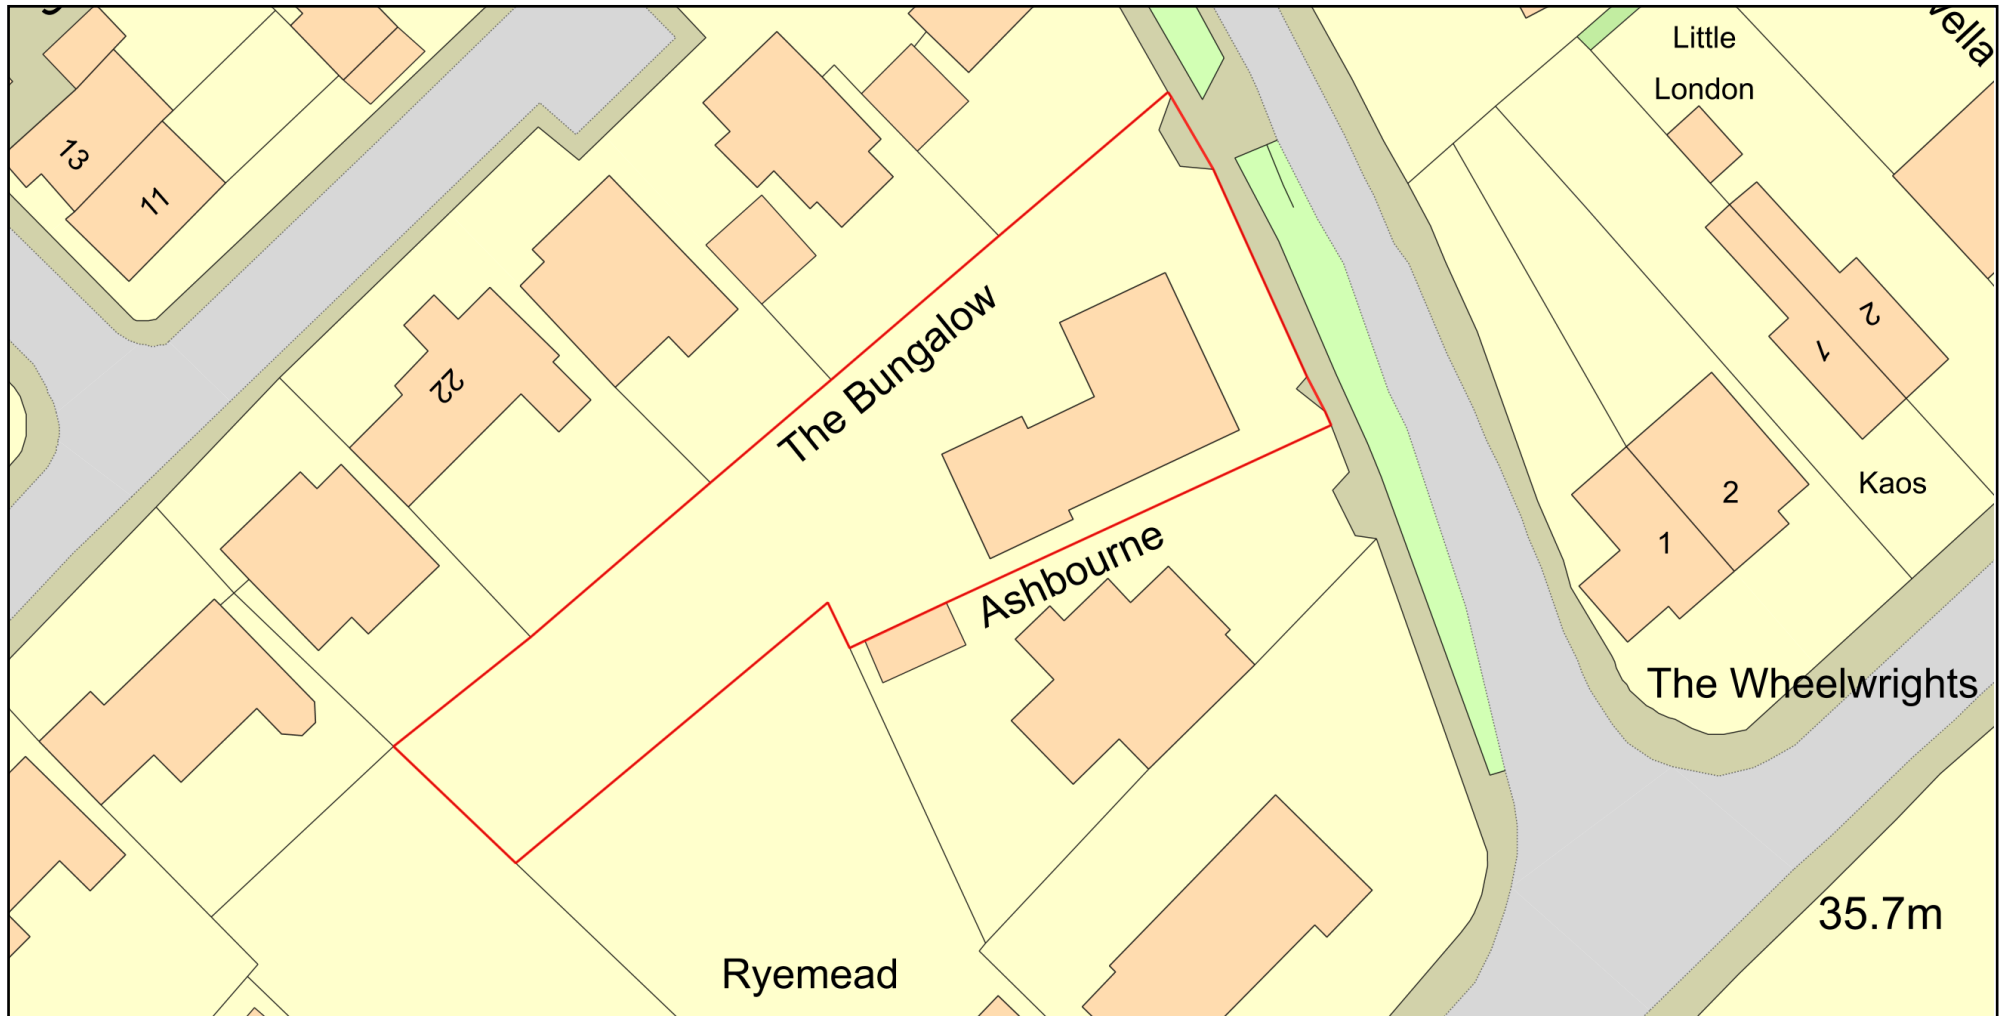 Little
London
13
11
22
The Bungalow
2
1
Kaos
2
1
Ashbourne
The Wheelwrights
35.7m
Ryemead